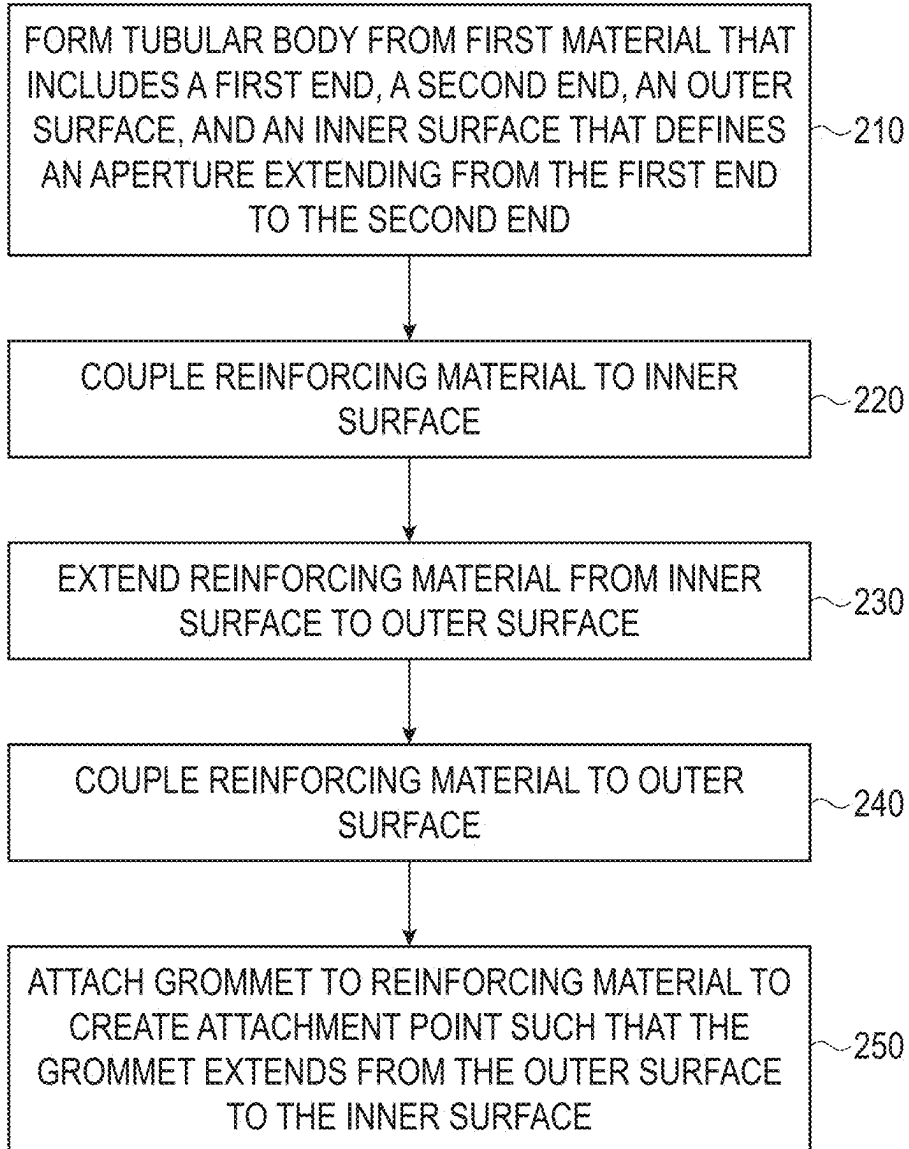 FORM TUBULAR BODY FROM FIRST MATERIAL THAT
INCLUDES A FIRST END, A SECOND END, AN OUTER
SURFACE, AND AN INNER SURFACE THAT DEFINES
AN APERTURE EXTENDING FROM THE FIRST END
TO THE SECOND END
210
COUPLE REINFORCING MATERIAL TO INNER
SURFACE
220
EXTEND REINFORCING MATERIAL FROM INNER
SURFACE TO OUTER SURFACE
230
COUPLE REINFORCING MATERIAL TO OUTER
SURFACE
240
ATTACH GROMMET TO REINFORCING MATERIAL TO
CREATE ATTACHMENT POINT SUCH THAT THE
GROMMET EXTENDS FROM THE OUTER SURFACE
TO THE INNER SURFACE
250